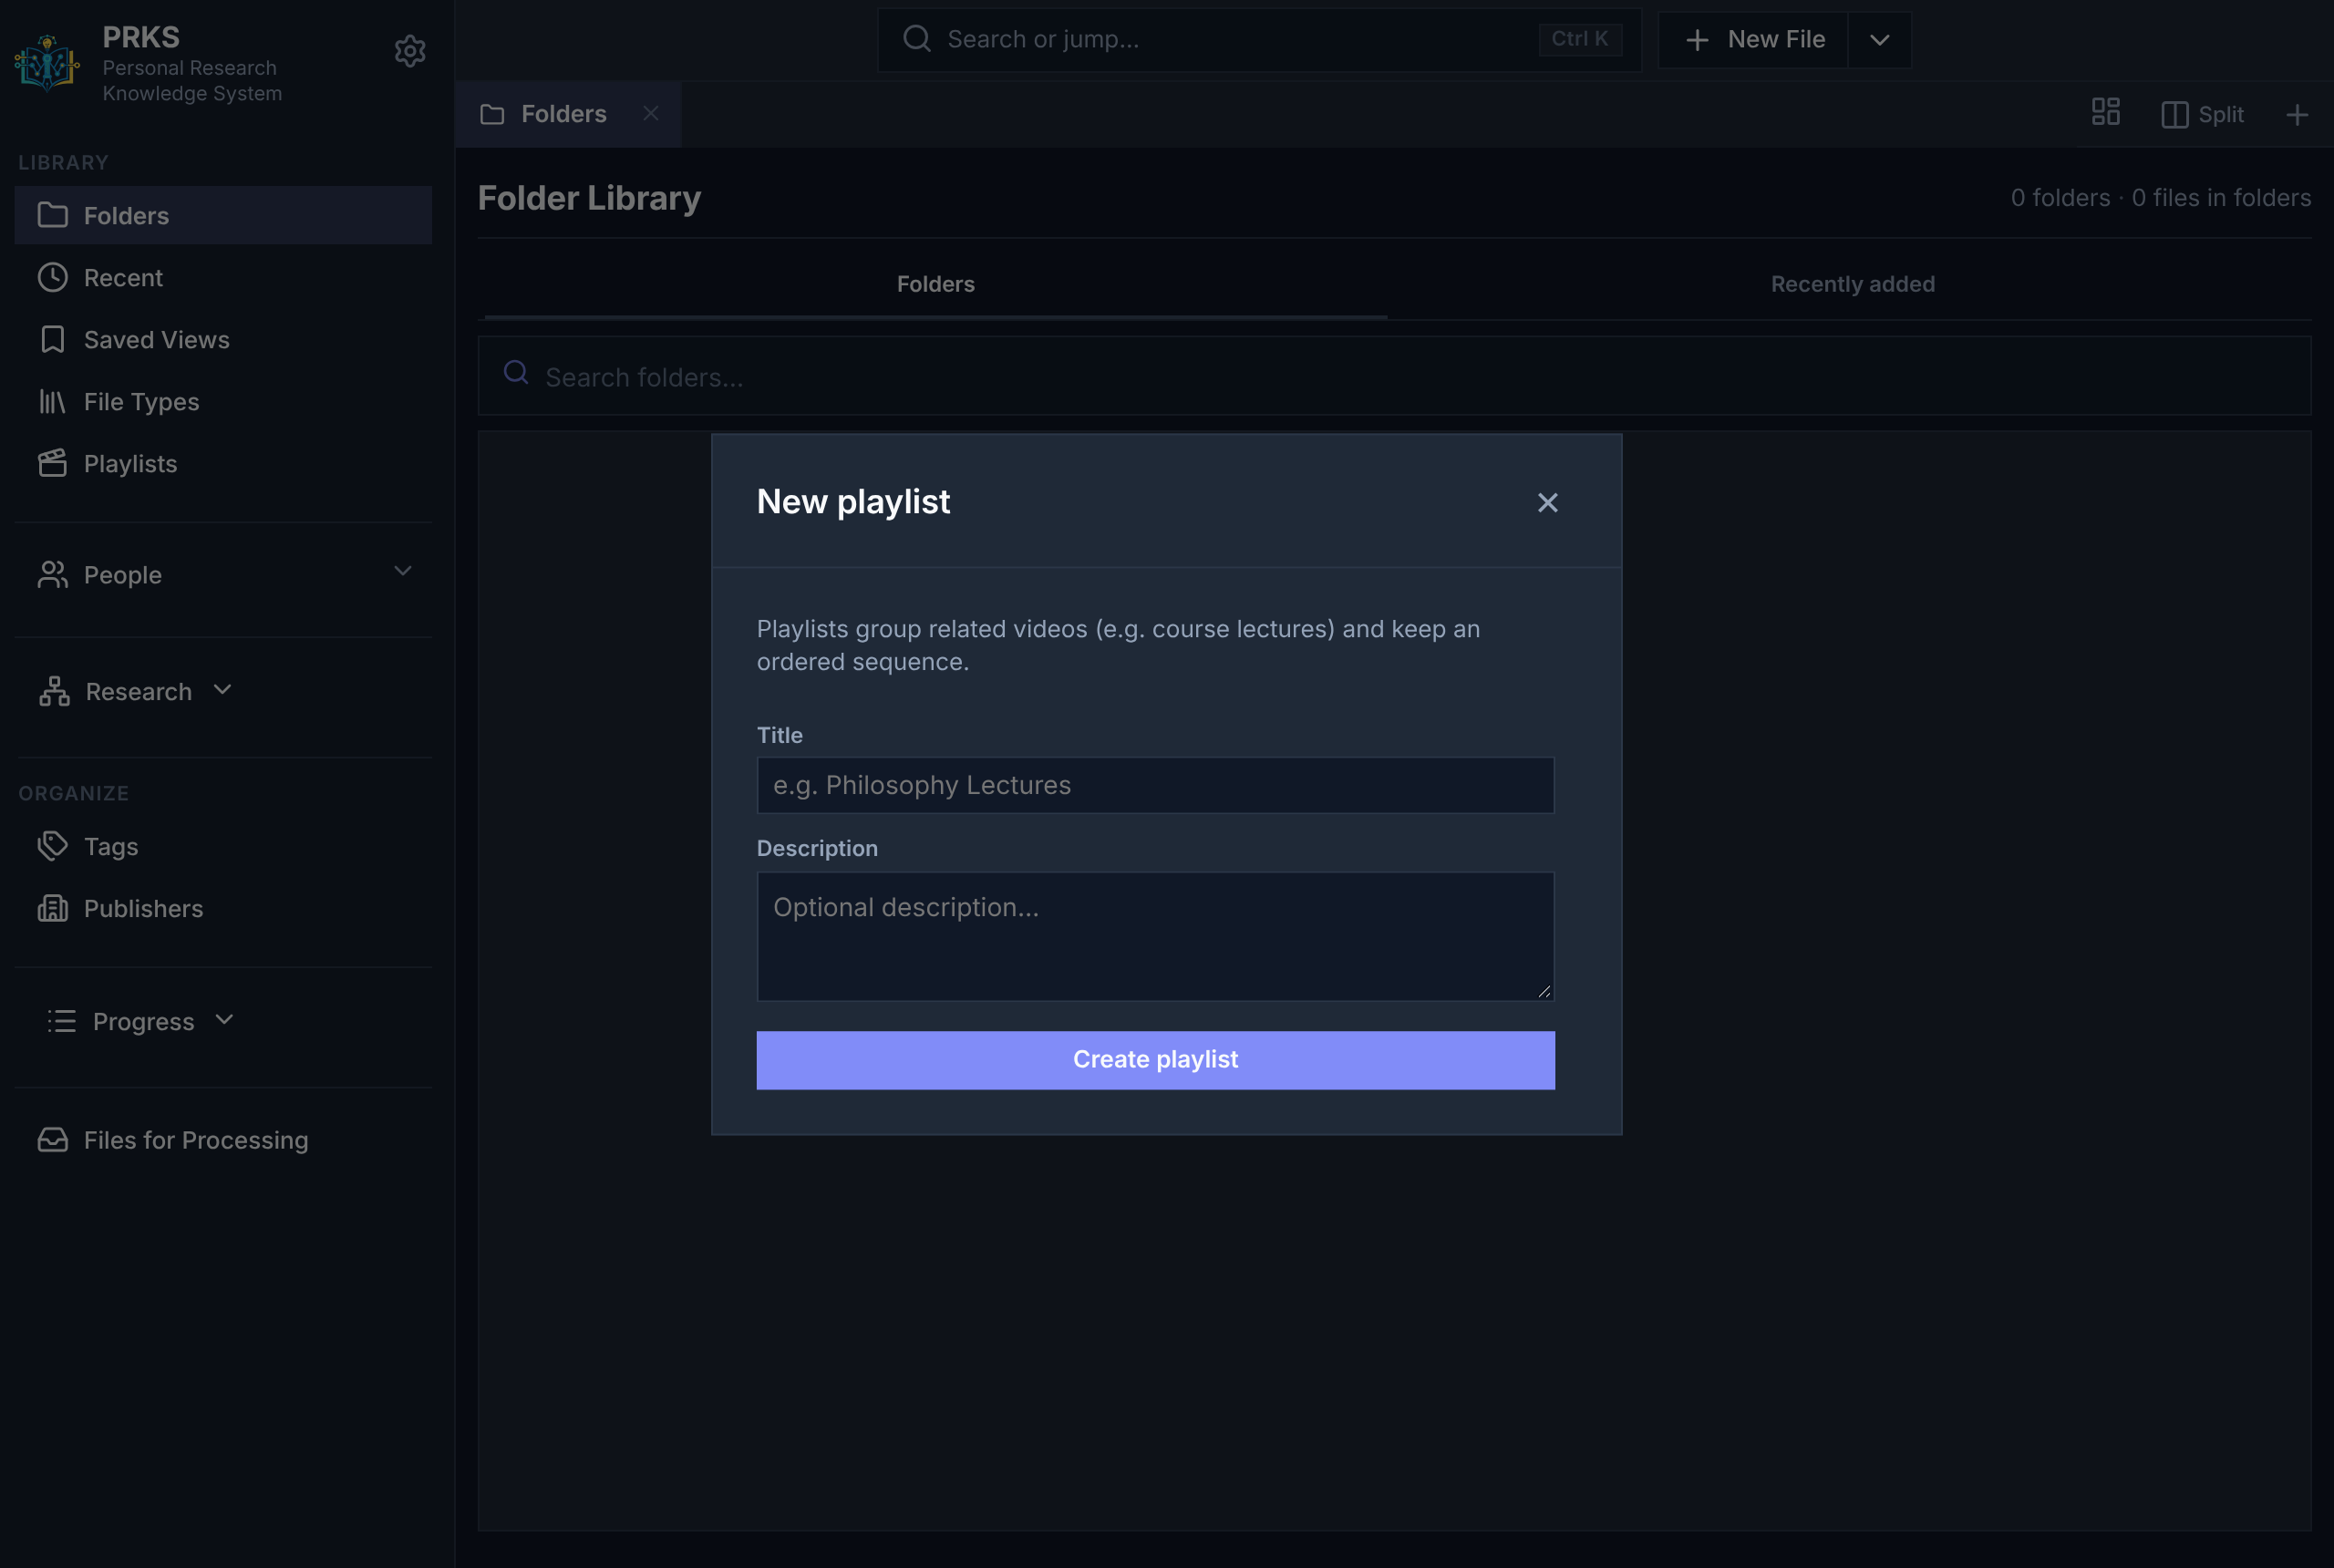 PRKS
Personal Research
Knowledge System
LIBRARY
Folders
Recent
Saved Views
File Types
Playlists
People
Research
ORGANIZE
Tags
Publishers
Progress
Files for Processing
Search or jump...
Ctrl K
New File
Folders
Split
Folder Library
0 folders · 0 files in folders
Folders
Recently added
Search folders...
New playlist
Playlists group related videos (e.g. course lectures) and keep an
ordered sequence.
Title
e.g. Philosophy Lectures
Description
Optional description...
Create playlist